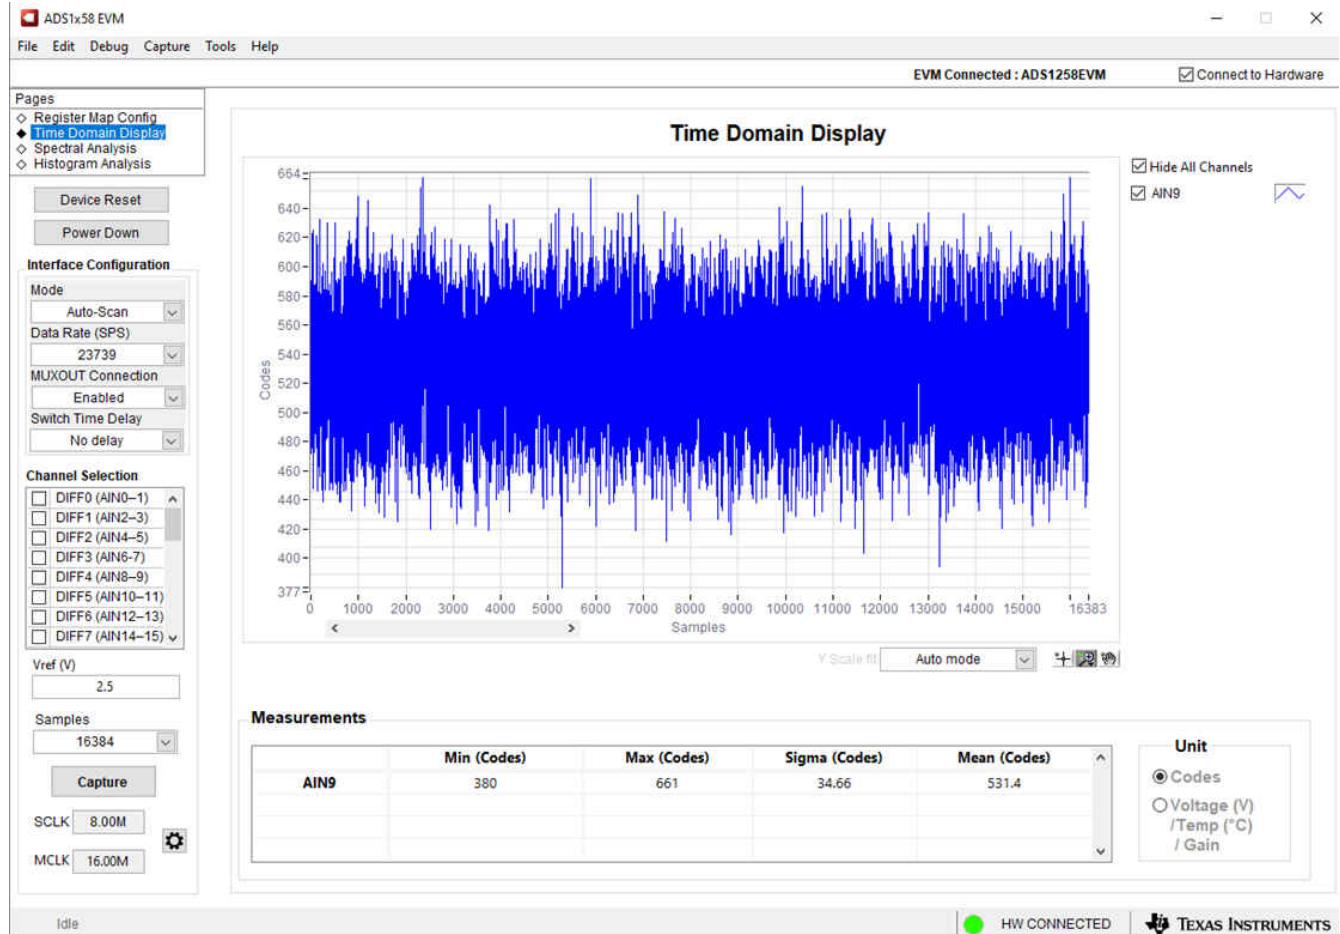 ADS1x58 EVM
File Edit Debug Capture Tools Help
EVM Connected : ADS1258EVM
Connect to Hardware
Pages
Register Map Config
Time Domain Display
Spectral Analysis
Histogram Analysis
Device Reset
Power Down
Interface Configuration
Mode
Auto-Scan
Data Rate (SPS)
23739
MUXOUT Connection
Enabled
Switch Time Delay
No delay
Channel Selection
DIFF0 (AIN0–1)
DIFF1 (AIN2–3)
DIFF2 (AIN4–5)
DIFF3 (AIN6-7)
DIFF4 (AIN8–9)
DIFF5 (AIN10–11)
DIFF6 (AIN12–13)
DIFF7 (AIN14–15)
Vref (V)
2.5
Samples
16384
Capture
SCLK 8.00M
MCLK 16.00M
Time Domain Display
664
640
620
600
580
560
540
520
500
480
460
440
420
400
377
Codes
0 1000 2000 3000 4000 5000 6000 7000 8000 9000 10000 11000 12000 13000 14000 15000 16383
Samples
Hide All Channels
AIN9
Y Scale fit Auto mode
Measurements
Min (Codes) Max (Codes) Sigma (Codes) Mean (Codes)
AIN9 380 661 34.66 531.4
Unit
Codes
Voltage (V)
/Temp (°C)
/ Gain
Idle
HW CONNECTED
TEXAS INSTRUMENTS